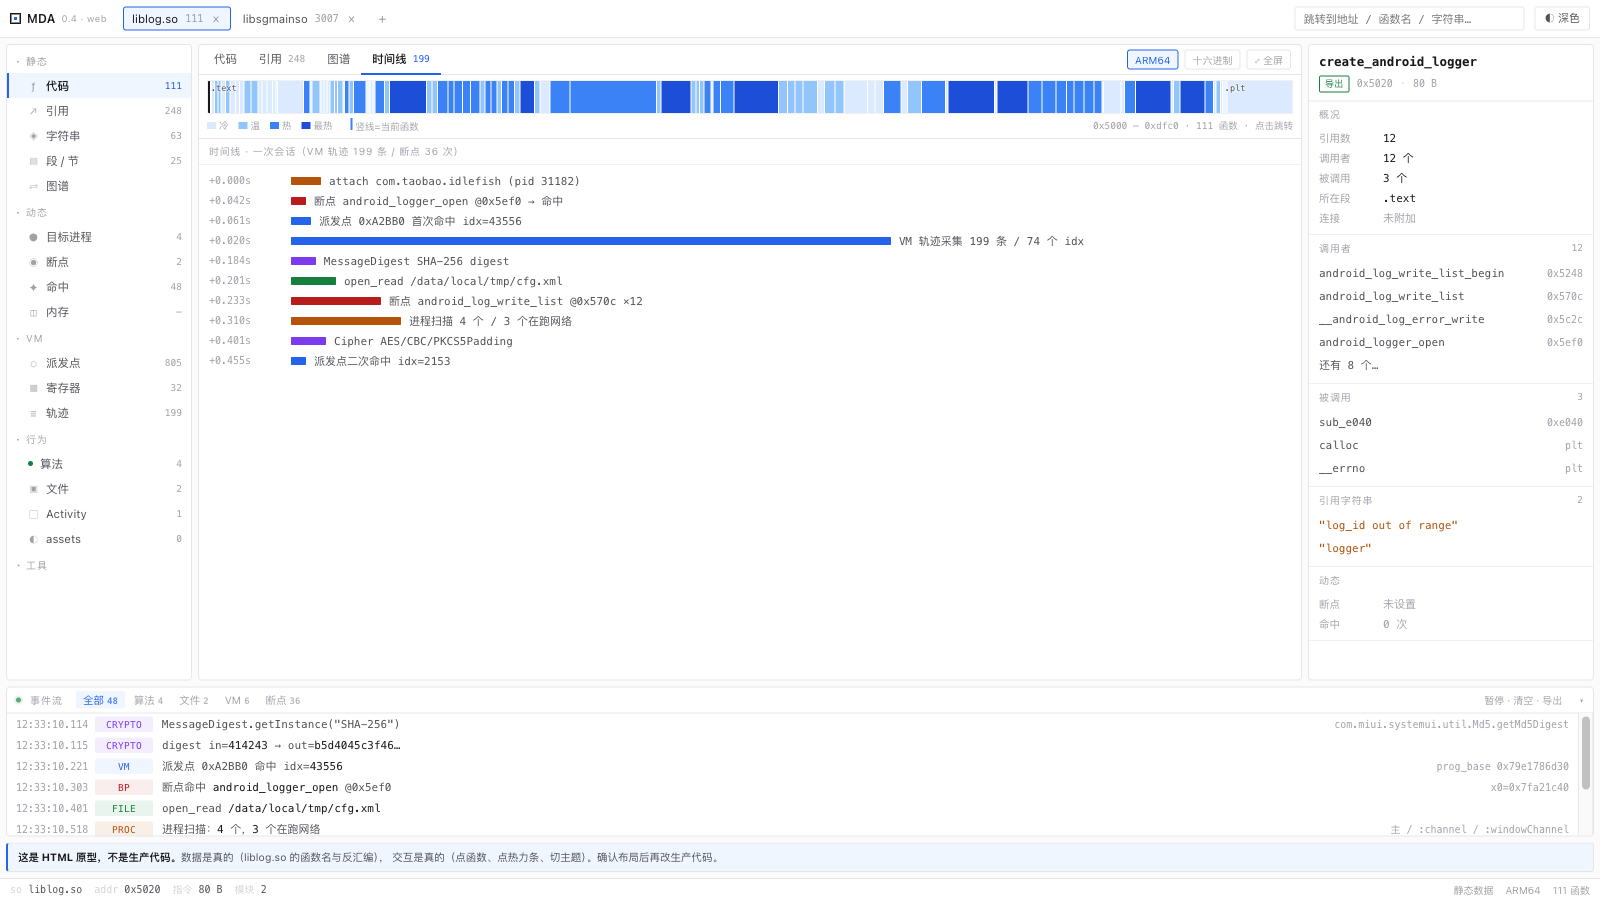 MDA 0.4 · web
liblog.so 111 ×
libsgmainso 3007 ×
+
跳转到地址 / 函数名 / 字符串…
◐ 深色
静态
ƒ 代码 111
↗ 引用 248
◈ 字符串 63
段 / 节 25
图谱
动态
目标进程 4
断点 2
命中 48
内存 —
VM
派发点 805
寄存器 32
轨迹 199
行为
算法 4
文件 2
Activity 1
assets 0
工具
代码 引用 248 图谱 时间线 199
ARM64 十六进制 ⤢ 全屏
.text .plt
冷 温 热 最热 竖线=当前函数
0x5000 — 0xdfc0 · 111 函数 · 点击跳转
时间线 · 一次会话 (VM 轨迹 199 条 / 断点 36 次)
+0.000s attach com.taobao.idlefish (pid 31182)
+0.042s 断点 android_logger_open @0x5ef0 → 命中
+0.061s 派发点 0xA2BB0 首次命中 idx=43556
+0.020s VM 轨迹采集 199 条 / 74 个 idx
+0.184s MessageDigest SHA-256 digest
+0.201s open_read /data/local/tmp/cfg.xml
+0.233s 断点 android_log_write_list @0x570c ×12
+0.310s 进程扫描 4 个 / 3 个在跑网络
+0.401s Cipher AES/CBC/PKCS5Padding
+0.455s 派发点二次命中 idx=2153
create_android_logger
导出 0x5020 · 80 B
概况
引用数 12
调用者 12 个
被调用 3 个
所在段 .text
连接 未附加
调用者 12
android_log_write_list_begin 0x5248
android_log_write_list 0x570c
__android_log_error_write 0x5c2c
android_logger_open 0x5ef0
还有 8 个…
被调用 3
sub_e040 0xe040
calloc plt
__errno plt
引用字符串 2
"log_id out of range"
"logger"
动态
断点 未设置
命中 0 次
事件流 全部 48 算法 4 文件 2 VM 6 断点 36
暂停 · 清空 · 导出
12:33:10.114 CRYPTO MessageDigest.getInstance("SHA-256") com.miui.systemui.util.Md5.getMd5Digest
12:33:10.115 CRYPTO digest in=414243 → out=b5d4045c3f46…
12:33:10.221 VM 派发点 0xA2BB0 命中 idx=43556 prog_base 0x79e1786d30
12:33:10.303 BP 断点命中 android_logger_open @0x5ef0 x0=0x7fa21c40
12:33:10.401 FILE open_read /data/local/tmp/cfg.xml
12:33:10.518 PROC 进程扫描: 4 个, 3 个在跑网络 主 / :channel / :windowChannel
这是 HTML 原型，不是生产代码。数据是真的（liblog.so 的函数名与反汇编）， 交互是真的（点函数、点热力条、切主题）。确认布局后再改生产代码。
so liblog.so addr 0x5020 指令 80 B 模块 2
静态数据 ARM64 111 函数